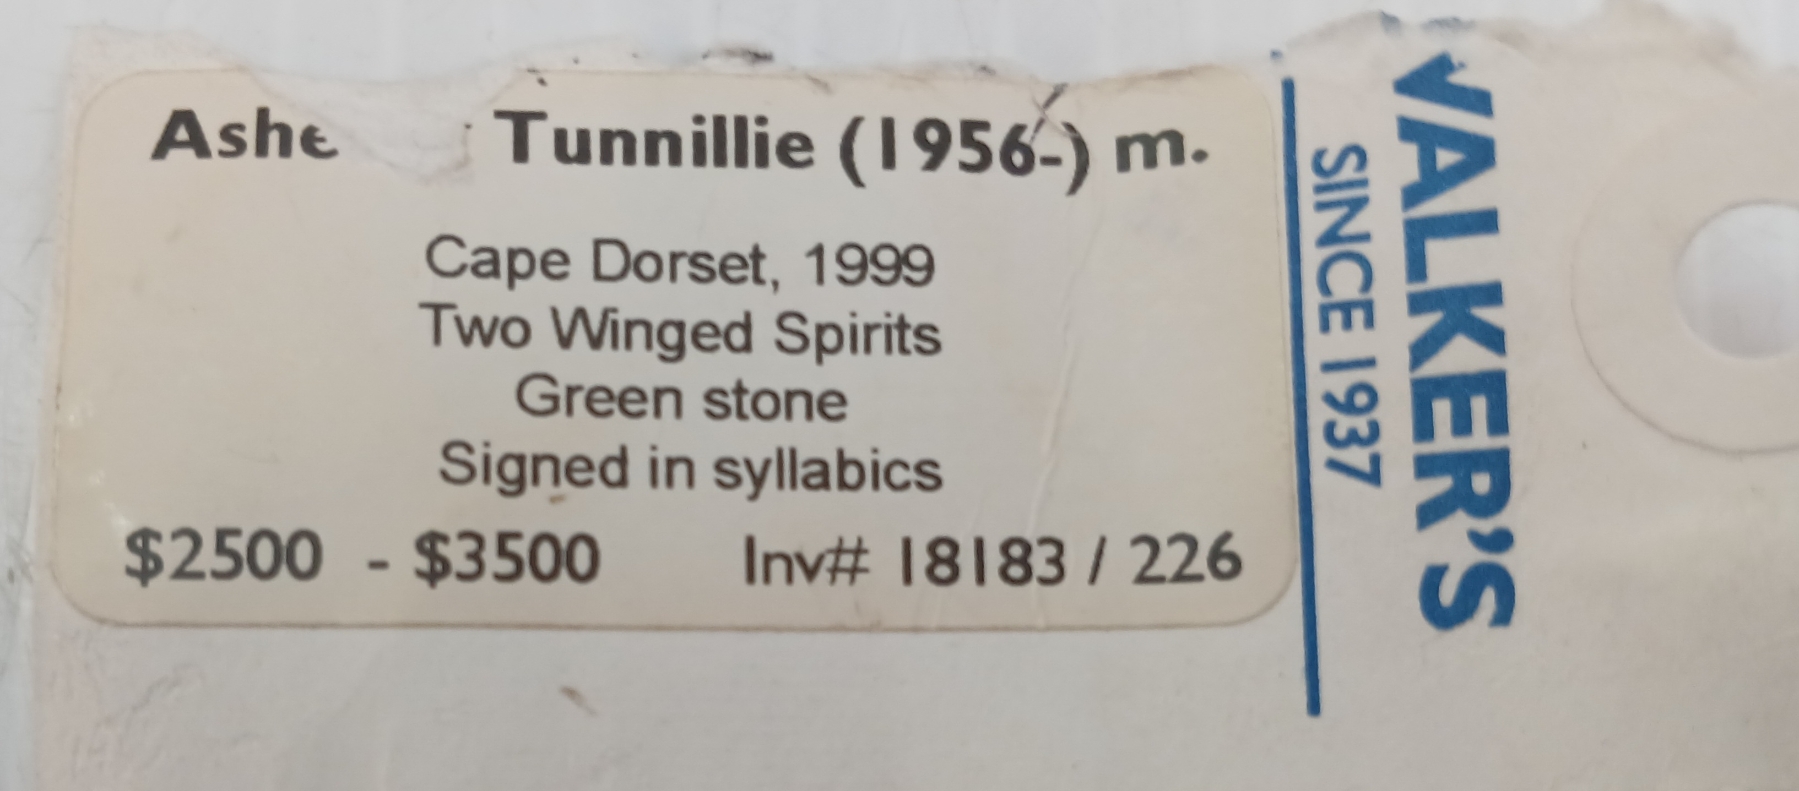 Ashe Tunnillie (1956-) m.
Cape Dorset, 1999
Two Winged Spirits
Green stone
Signed in syllabics
$2500 - $3500 Inv# 18183 / 226
WALKER'S
SINCE 1937